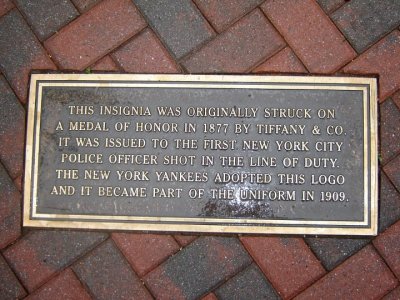 THIS INSIGNIA WAS ORIGINALLY STRUCK ON
A MEDAL OF HONOR IN 1877 BY TIFFANY & CO.
IT WAS ISSUED TO THE FIRST NEW YORK CITY
POLICE OFFICER SHOT IN THE LINE OF DUTY.
THE NEW YORK YANKEES ADOPTED THIS LOGO
AND IT BECAME PART OF THE UNIFORM IN 1909.